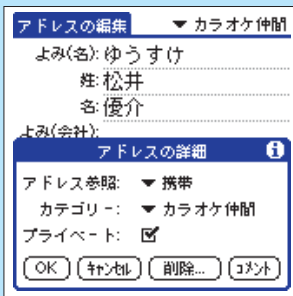 アドレスの編集 ▼ カラオケ仲間
よみ(名): ゆうすけ
姓: 松井
名: 優介
よみ(会社):
アドレスの詳細 i
アドレス参照: ▼ 携帯
カテゴリー: ▼ カラオケ仲間
プライベート: ☑
OK キャンセル 削除... コメント